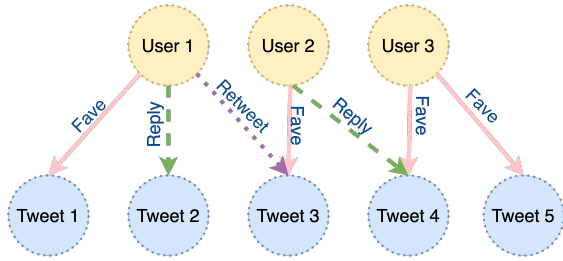 User 1
User 2
User 3
Fave
Reply
Retweet
Fave
Reply
Fave
Fave
Tweet 1
Tweet 2
Tweet 3
Tweet 4
Tweet 5